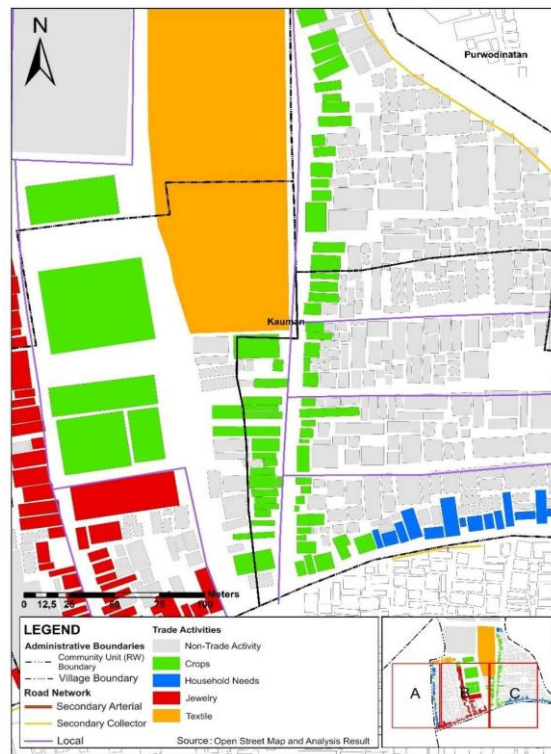 N
Purwodinatan
Kauman
Meters
0 12,5 25 50 75 100
LEGEND
Administrative Boundaries
Community Unit (RW)
Boundary
Village Boundary
Road Network
Secondary Arterial
Secondary Collector
Local
Trade Activities
Non-Trade Activity
Crops
Household Needs
Jewelry
Textile
Source: Open Street Map and Analysis Result
A
B
C